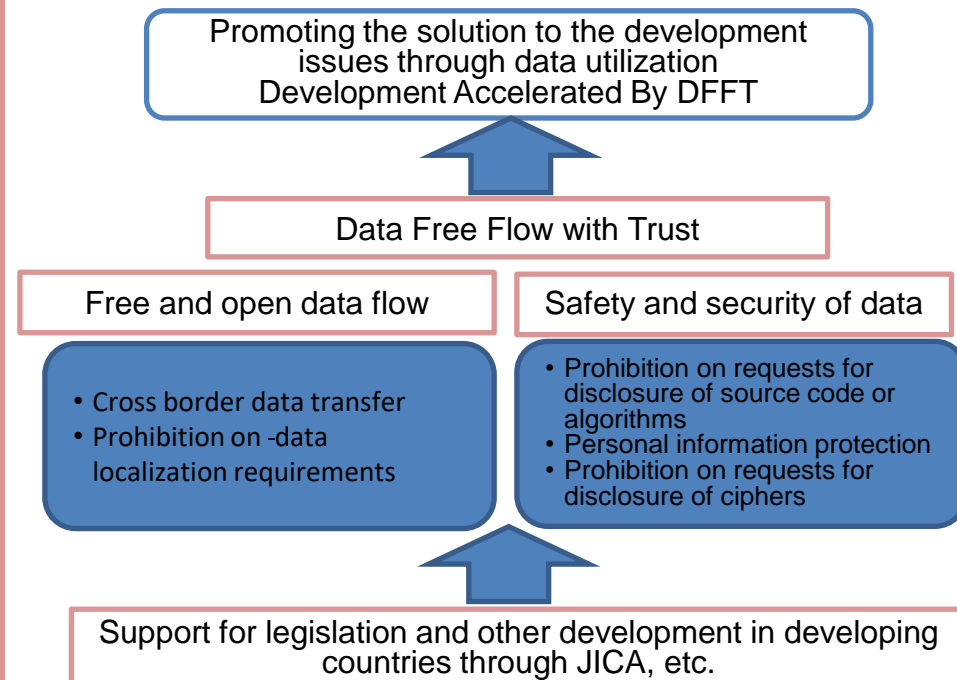 Promoting the solution to the development
issues through data utilization
Development Accelerated By DFFT
Data Free Flow with Trust
Free and open data flow
• Cross border data transfer
• Prohibition on -data
localization requirements
Safety and security of data
• Prohibition on requests for
disclosure of source code or
algorithms
• Personal information protection
• Prohibition on requests for
disclosure of ciphers
Support for legislation and other development in developing
countries through JICA, etc.